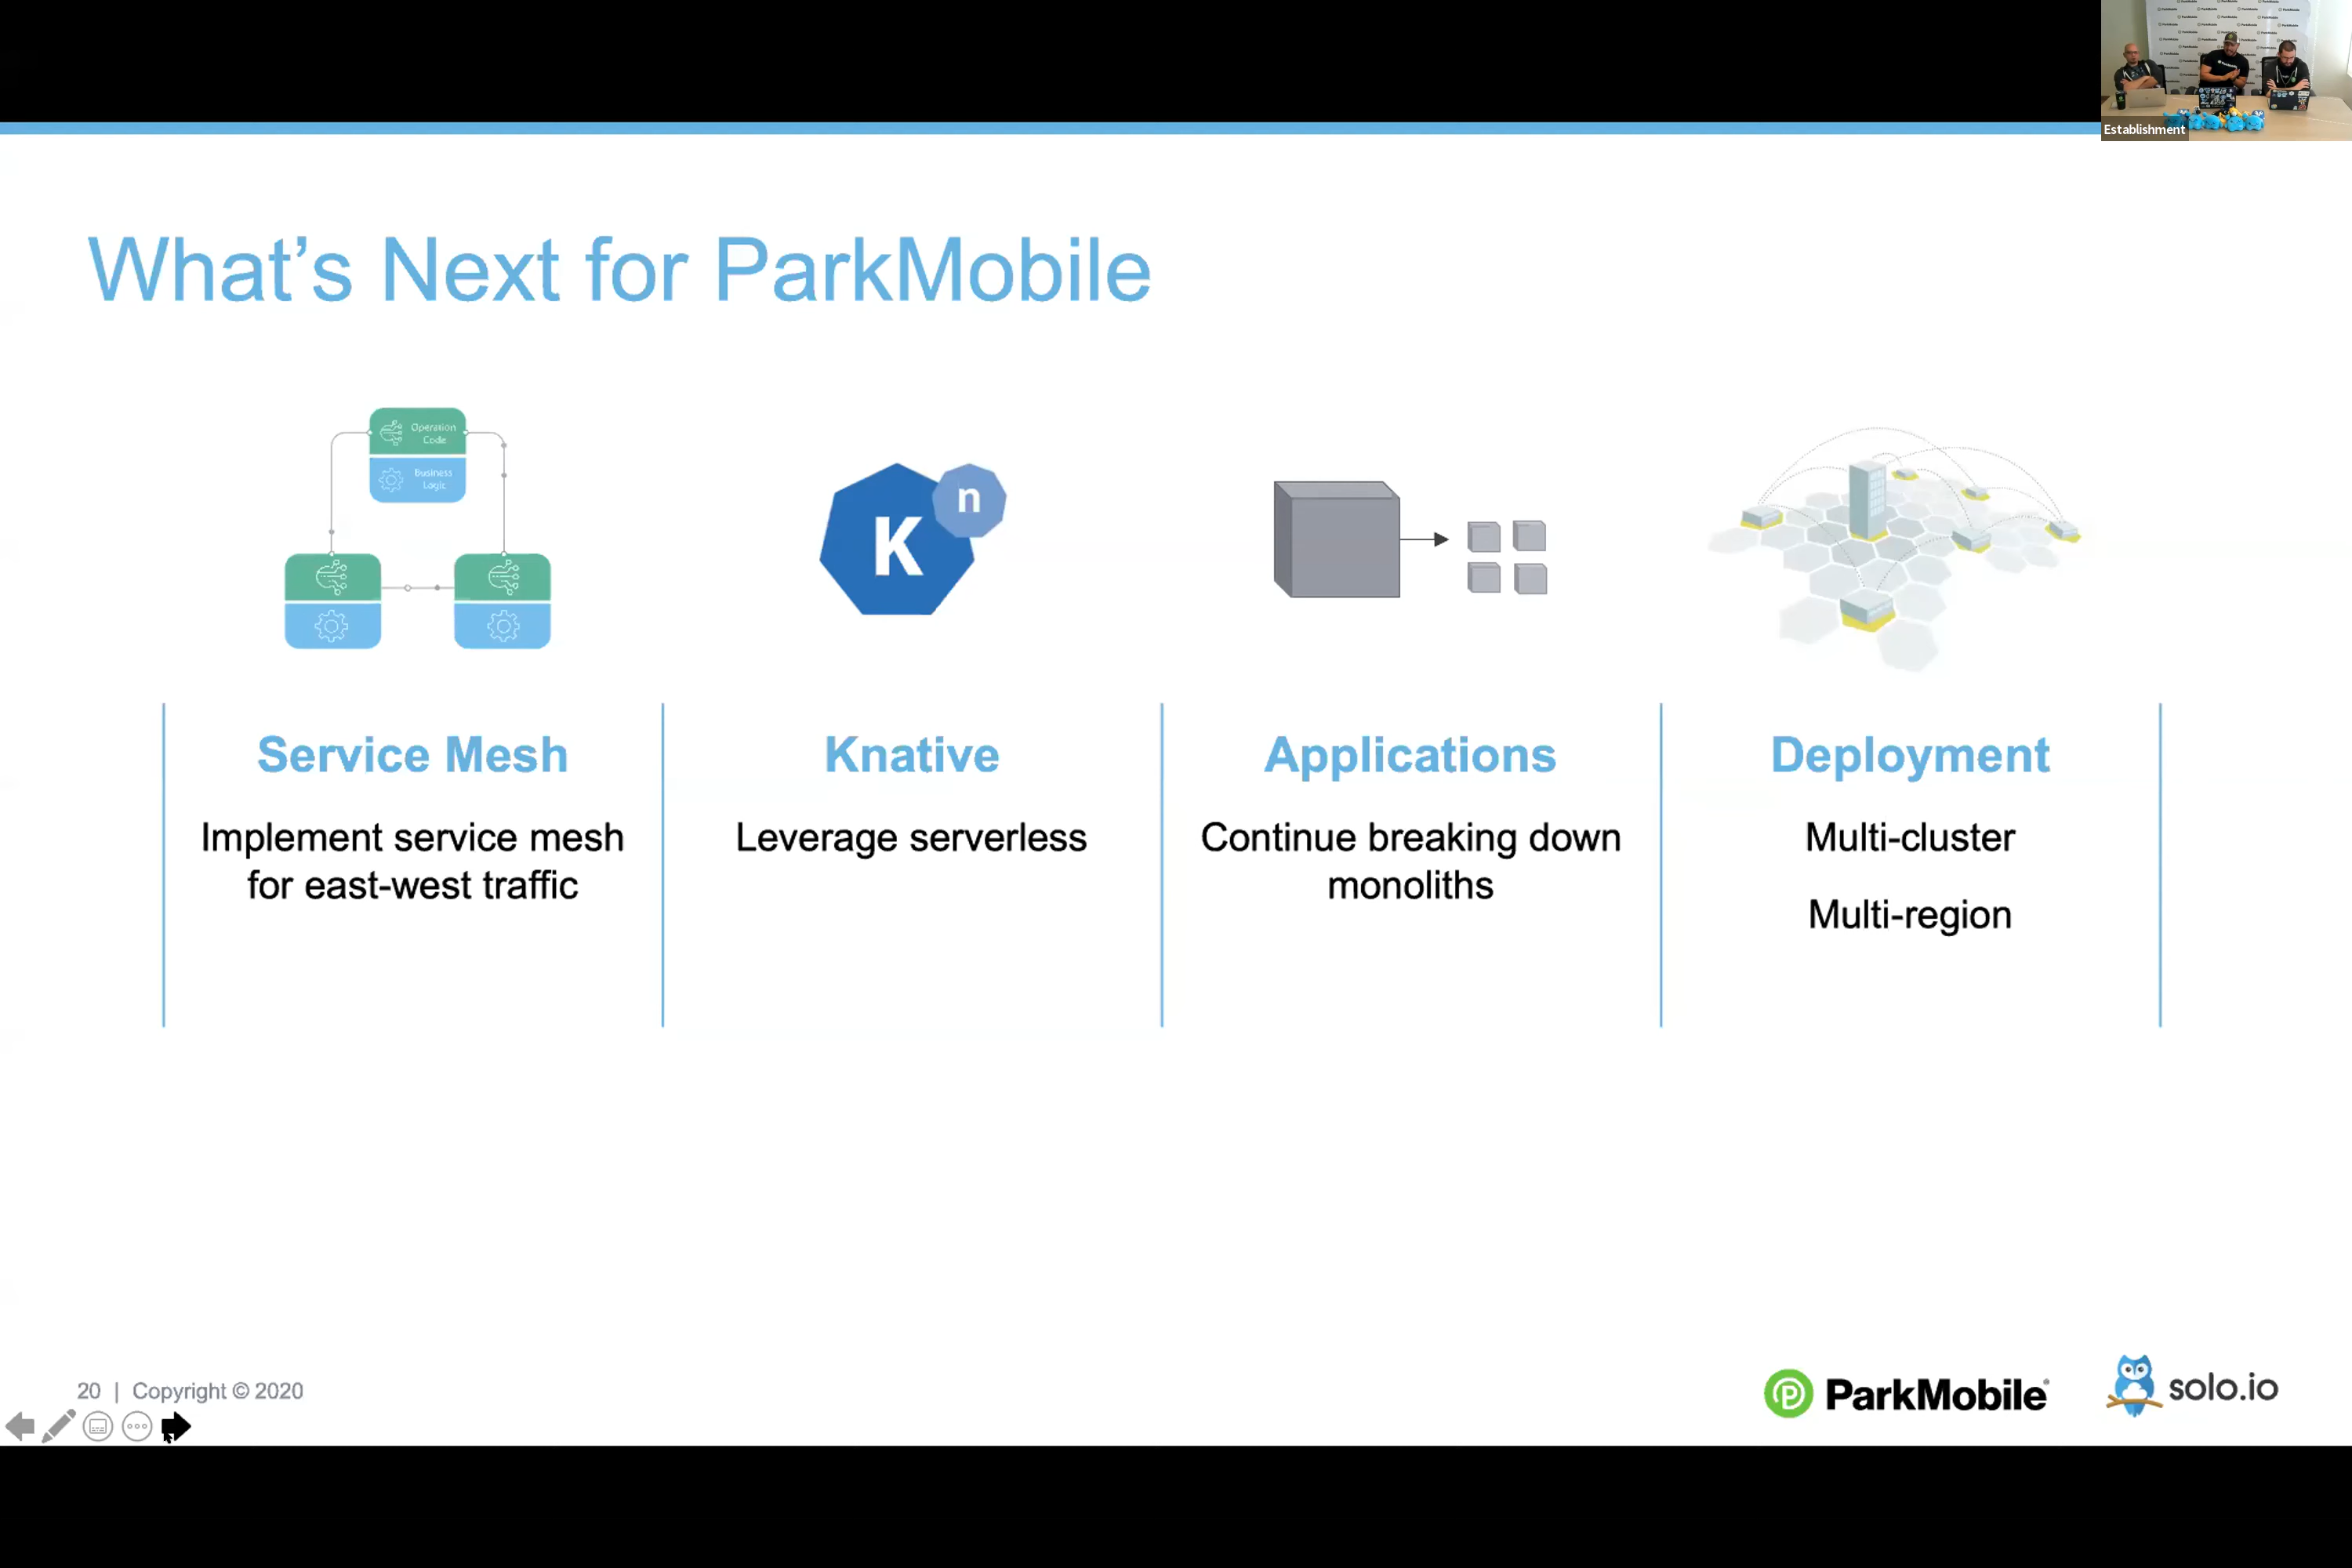 Establishment
What's Next for ParkMobile
Operation
Code
Business
Logic
K
n
Service Mesh
Implement service mesh
for east-west traffic
Knative
Leverage serverless
Applications
Continue breaking down
monoliths
Deployment
Multi-cluster
Multi-region
20 | Copyright © 2020
ParkMobile
solo.io